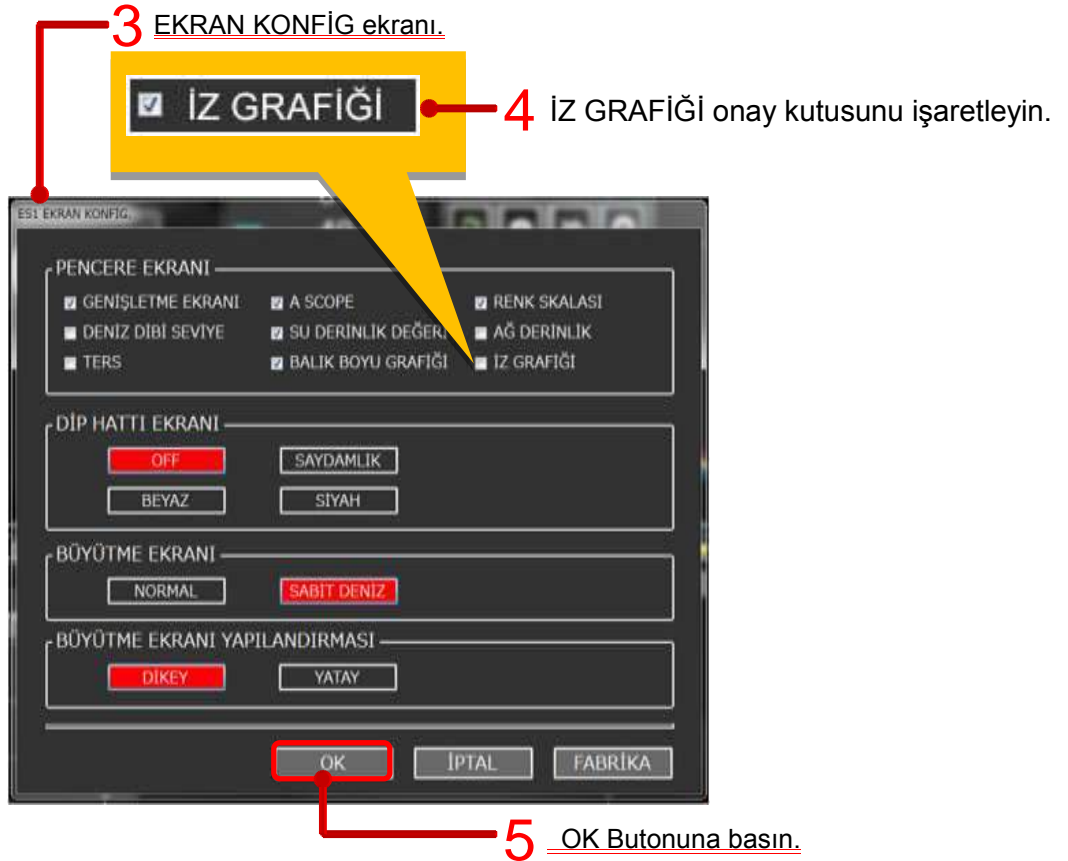 3 EKRAN KONFİG ekranı.
İZ GRAFİĞİ
4 İZ GRAFİĞİ onay kutusunu işaretleyin.
ES1 EKRAN KONFIG.
PENCERE EKRANI
GENİŞLETME EKRANI A SCOPE RENK SKALASI
DENİZ DİBİ SEVİYE SU DERİNLİK DEĞERİ AĞ DERİNLİK
TERS BALIK BOYU GRAFİĞİ İZ GRAFİĞİ
DİP HATTI EKRANI
OFF SAYDAMLIK
BEYAZ SİYAH
BÜYÜTME EKRANI
NORMAL SABİT DENİZ
BÜYÜTME EKRANI YAPILANDIRMASI
DİKEY YATAY
OK İPTAL FABRİKA
5 OK Butonuna basın.